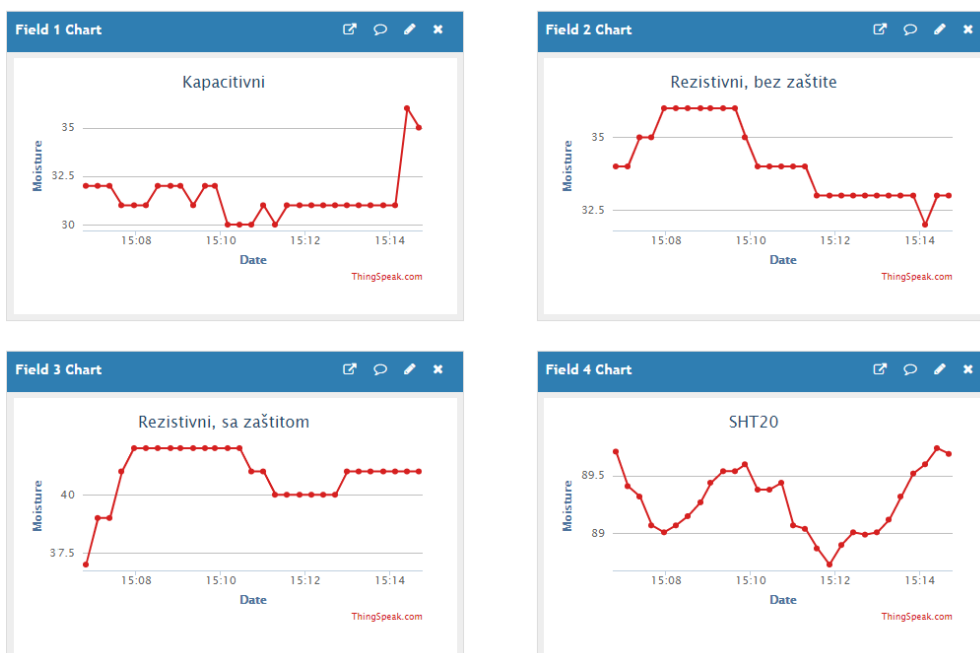 Field 1 Chart
Kapacitivni
Moisture
35
32.5
30
15:08 15:10 15:12 15:14
Date
ThingSpeak.com
Field 2 Chart
Rezistivni, bez zaštite
Moisture
35
32.5
15:08 15:10 15:12 15:14
Date
ThingSpeak.com
Field 3 Chart
Rezistivni, sa zaštitom
Moisture
40
37.5
15:08 15:10 15:12 15:14
Date
ThingSpeak.com
Field 4 Chart
SHT20
Moisture
89.5
89
15:08 15:10 15:12 15:14
Date
ThingSpeak.com